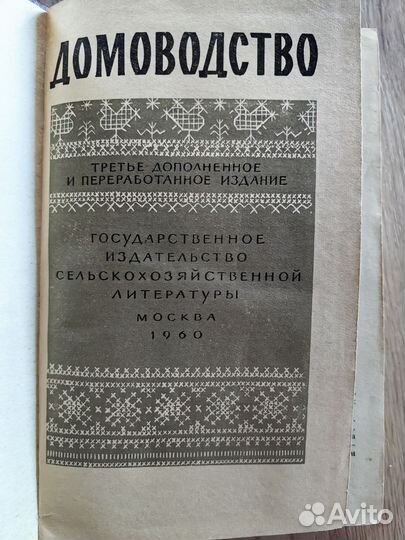 ДОМОВОДСТВО
ТРЕТЬЕ ДОПОЛНЕННОЕ
И ПЕРЕРАБОТАННОЕ ИЗДАНИЕ
ГОСУДАРСТВЕННОЕ
ИЗДАТЕЛЬСТВО
СЕЛЬСКОХОЗЯЙСТВЕННОЙ
ЛИТЕРАТУРЫ
МОСКВА
1960
Avito